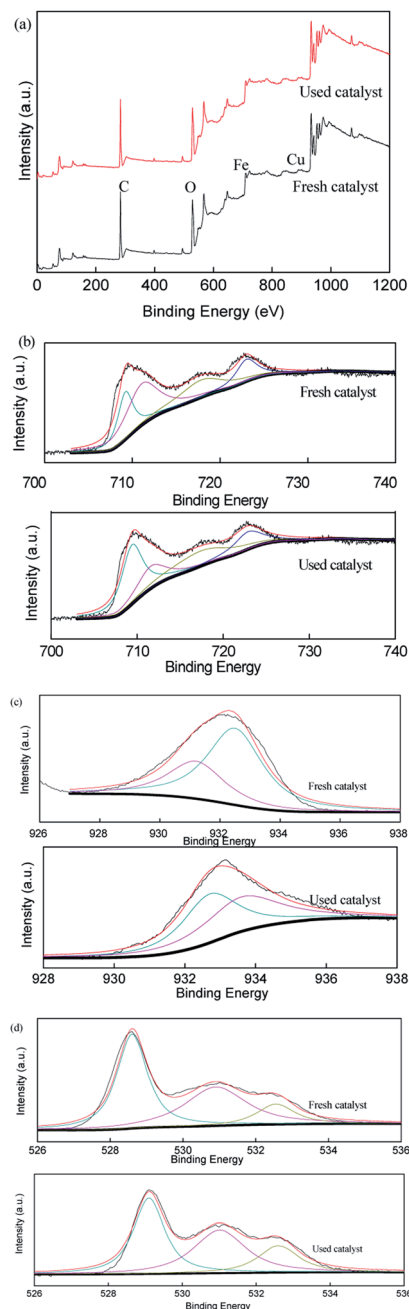 (a)
Intensity (a.u.)
Used catalyst
C
O
Fe
Cu
Fresh catalyst
0 200 400 600 800 1000 1200
Binding Energy (eV)
(b)
Intensity (a.u.)
Fresh catalyst
700 710 720 730 740
Binding Energy
Intensity (a.u.)
Used catalyst
700 710 720 730 740
Binding Energy
(c)
Intensity (a.u.)
Fresh catalyst
926 928 930 932 934 936 938
Binding Energy
Intensity (a.u.)
Used catalyst
928 930 932 934 936 938
Binding Energy
(d)
Intensity (a.u.)
Fresh catalyst
526 528 530 532 534 536
Binding Energy
Intensity (a.u.)
Used catalyst
526 528 530 532 534 536
Binding Energy